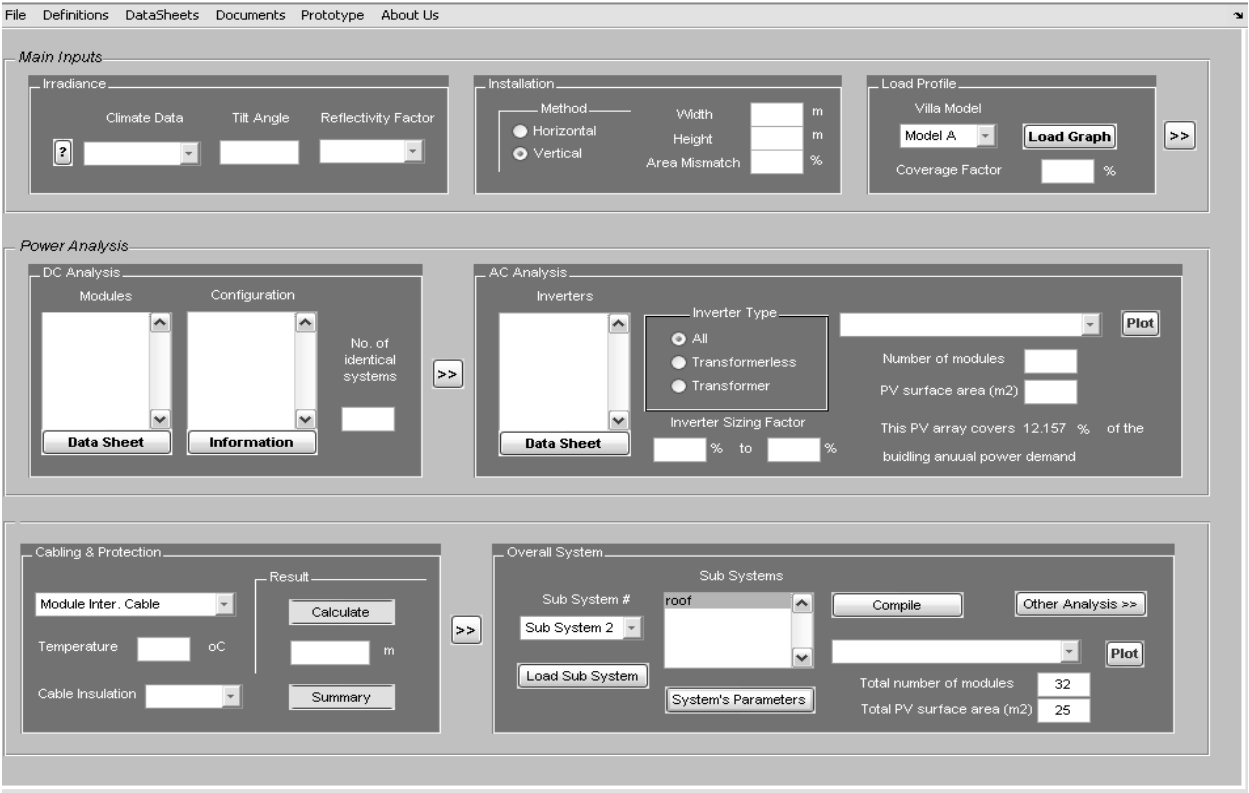 File Definitions DataSheets Documents Prototype About Us
Main Inputs
Irradiance
Climate Data Tilt Angle Reflectivity Factor
?
Installation
Method
Horizontal
Vertical
Width m
Height m
Area Mismatch %
Load Profile
Villa Model
Model A Load Graph
Coverage Factor %
>>
Power Analysis
DC Analysis
Modules Configuration
No. of
identical
systems
Data Sheet Information
>>
AC Analysis
Inverters
Data Sheet
Inverter Type
All
Transformerless
Transformer
Inverter Sizing Factor
% to %
Plot
Number of modules
PV surface area (m2)
This PV array covers 12.157 % of the
buidling anuual power demand
Cabling & Protection
Module Inter. Cable
Temperature oC
Cable Insulation
Result
Calculate
m
Summary
>>
Overall System
Sub System #
Sub System 2
Load Sub System
Sub Systems
roof
System's Parameters
Compile Other Analysis >>
Plot
Total number of modules 32
Total PV surface area (m2) 25